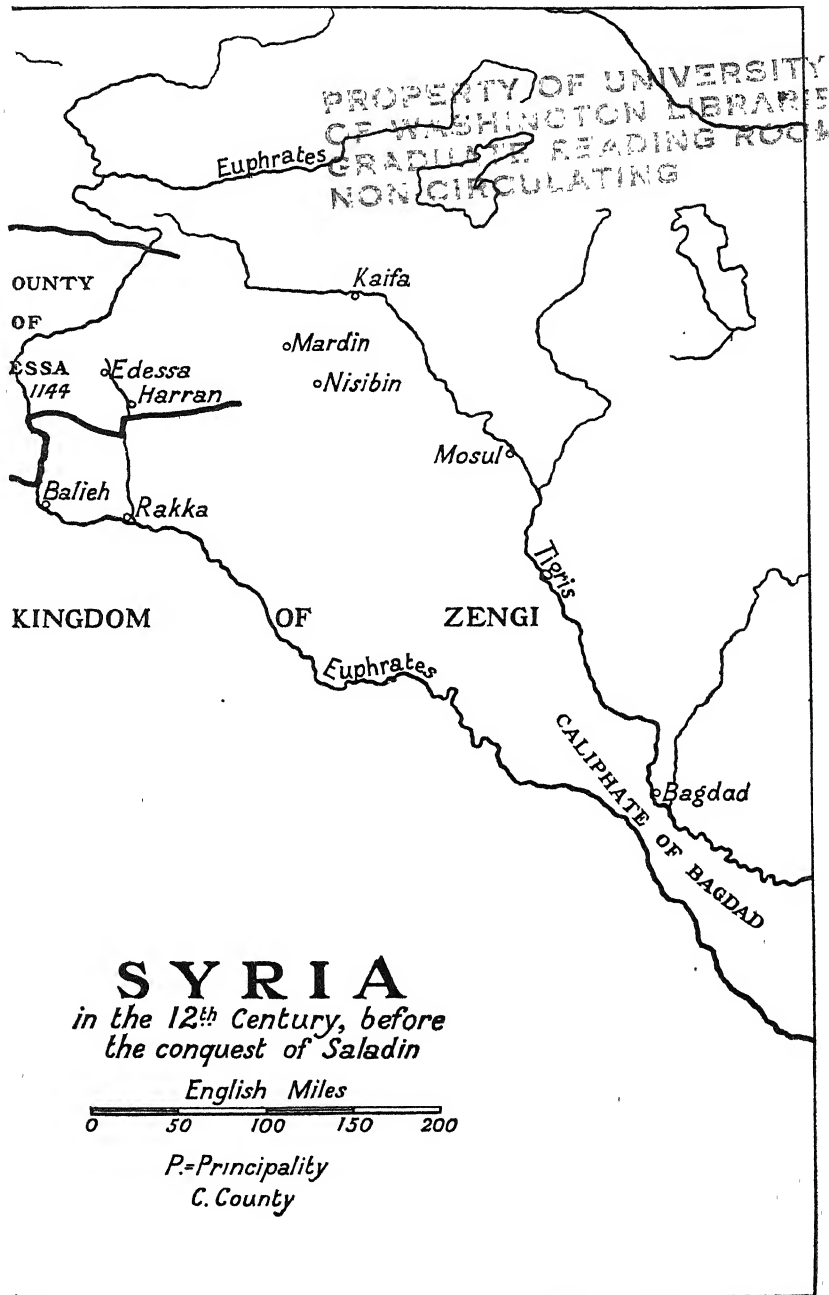 PROPERTY OF UNIVERSITY
OF WASHINGTON LIBRARIE
GRADUATE READING ROOM
NON CIRCULATING
Euphrates
Kaifa
OUNTY
OF
ESSA
1144
Mardin
Edessa
Nisibin
Harran
Mosul
Balieh
Rakka
Tigris
KINGDOM OF ZENGI
Euphrates
CALIPHATE OF BAGDAD
Bagdad
SYRIA
in the 12th Century, before
the conquest of Saladin
English Miles
0 50 100 150 200
P.=Principality
C. County